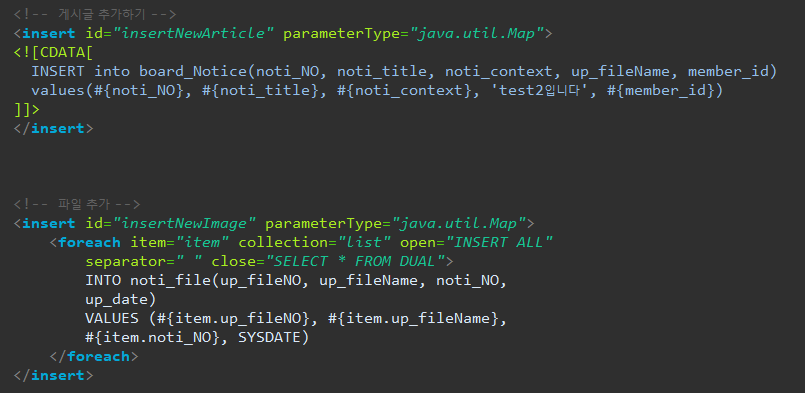 <!-- 게시글 추가하기 -->
<insert id="insertNewArticle" parameterType="java.util.Map">
<![CDATA[
INSERT into board_Notice(noti_NO, noti_title, noti_context, up_fileName, member_id)
values(#{noti_NO}, #{noti_title}, #{noti_context}, 'test2입니다', #{member_id})
]]>
</insert>
<!-- 파일 추가 -->
<insert id="insertNewImage" parameterType="java.util.Map">
<foreach item="item" collection="list" open="INSERT ALL"
separator=" " close="SELECT * FROM DUAL">
INTO noti_file(up_fileNO, up_fileName, noti_NO,
up_date)
VALUES (#{item.up_fileNO}, #{item.up_fileName},
#{item.noti_NO}, SYSDATE)
</foreach>
</insert>